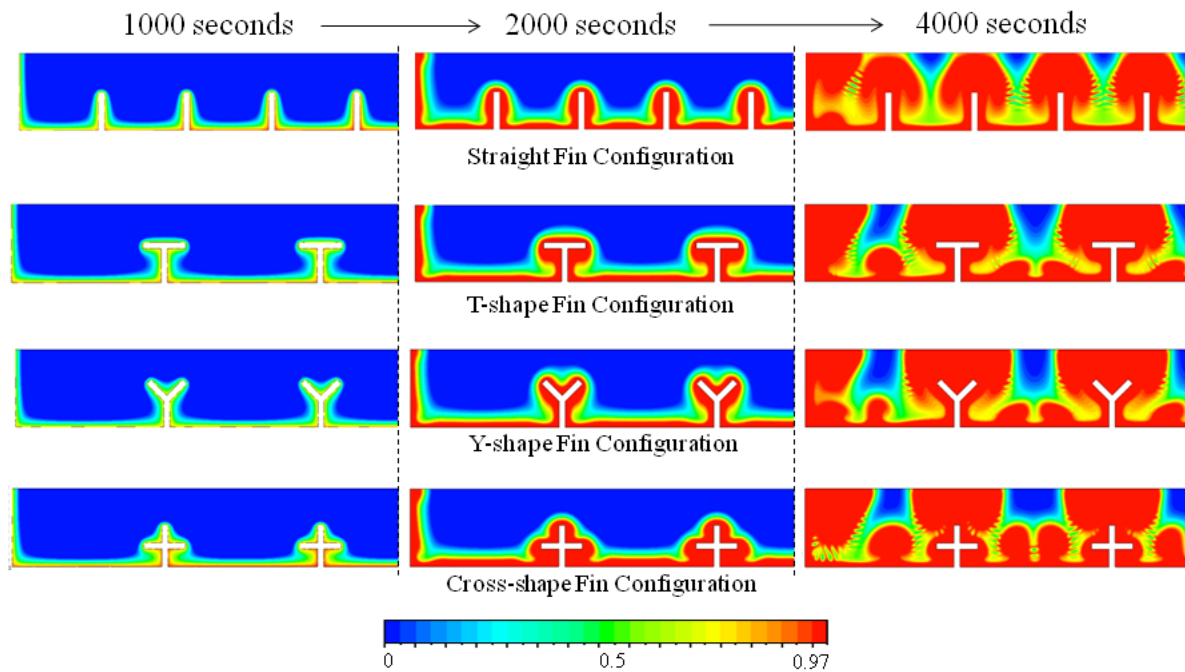 1000 seconds 2000 seconds 4000 seconds
Straight Fin Configuration
T-shape Fin Configuration
Y-shape Fin Configuration
Cross-shape Fin Configuration
0 0.5 0.97